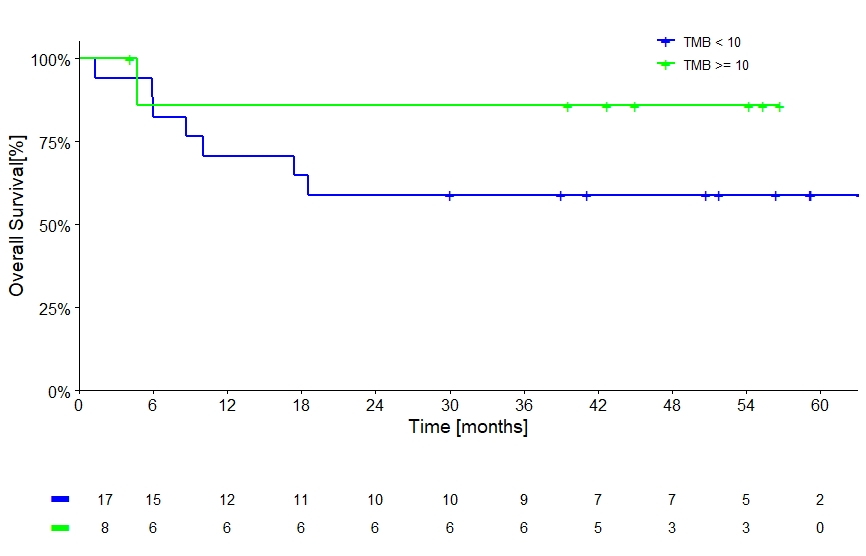 TMB < 10
TMB >= 10
Overall Survival[%]
100%
75%
50%
25%
0%
0 6 12 18 24 30 36 42 48 54 60
Time [months]
17 15 12 11 10 10 9 7 7 5 2
8 6 6 6 6 6 6 5 3 3 0